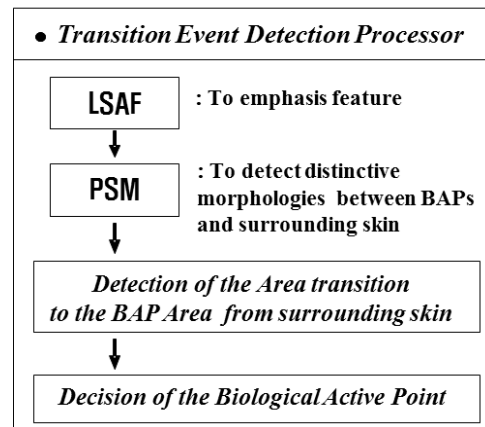 • Transition Event Detection Processor
LSAF
: To emphasis feature
PSM
: To detect distinctive
morphologies between BAPs
and surrounding skin
Detection of the Area transition
to the BAP Area from surrounding skin
Decision of the Biological Active Point